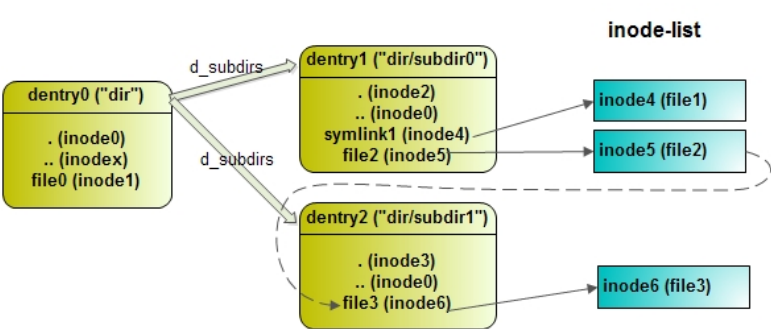 inode-list
dentry0 ("dir")
. (inode0)
.. (inodex)
file0 (inode1)
d_subdirs
d_subdirs
dentry1 ("dir/subdir0")
. (inode2)
.. (inode0)
symlink1 (inode4)
file2 (inode5)
dentry2 ("dir/subdir1")
. (inode3)
.. (inode0)
file3 (inode6)
inode4 (file1)
inode5 (file2)
inode6 (file3)